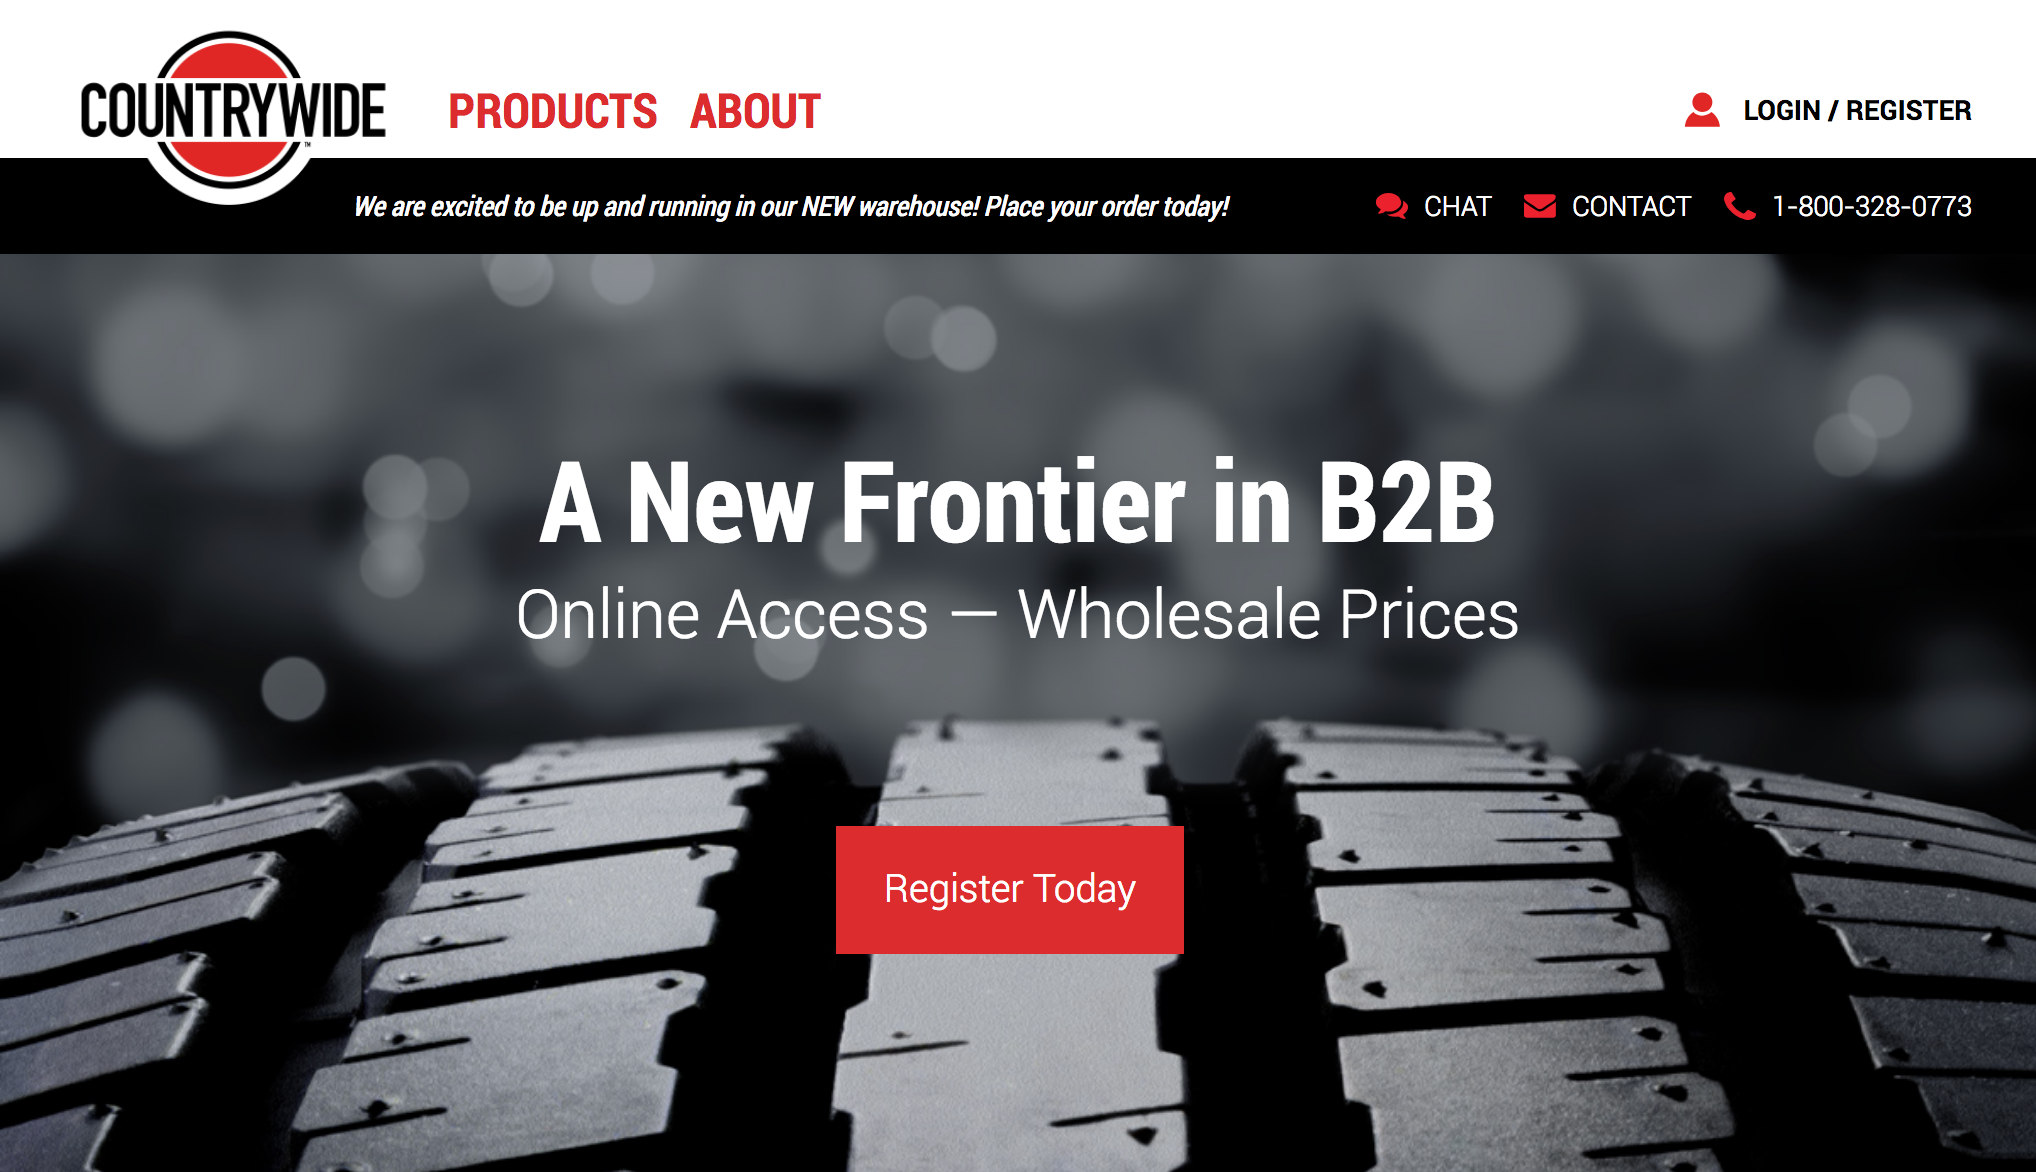 COUNTRYWIDE
TM
PRODUCTS ABOUT
LOGIN / REGISTER
We are excited to be up and running in our NEW warehouse! Place your order today!
CHAT CONTACT 1-800-328-0773
A New Frontier in B2B
Online Access — Wholesale Prices
Register Today